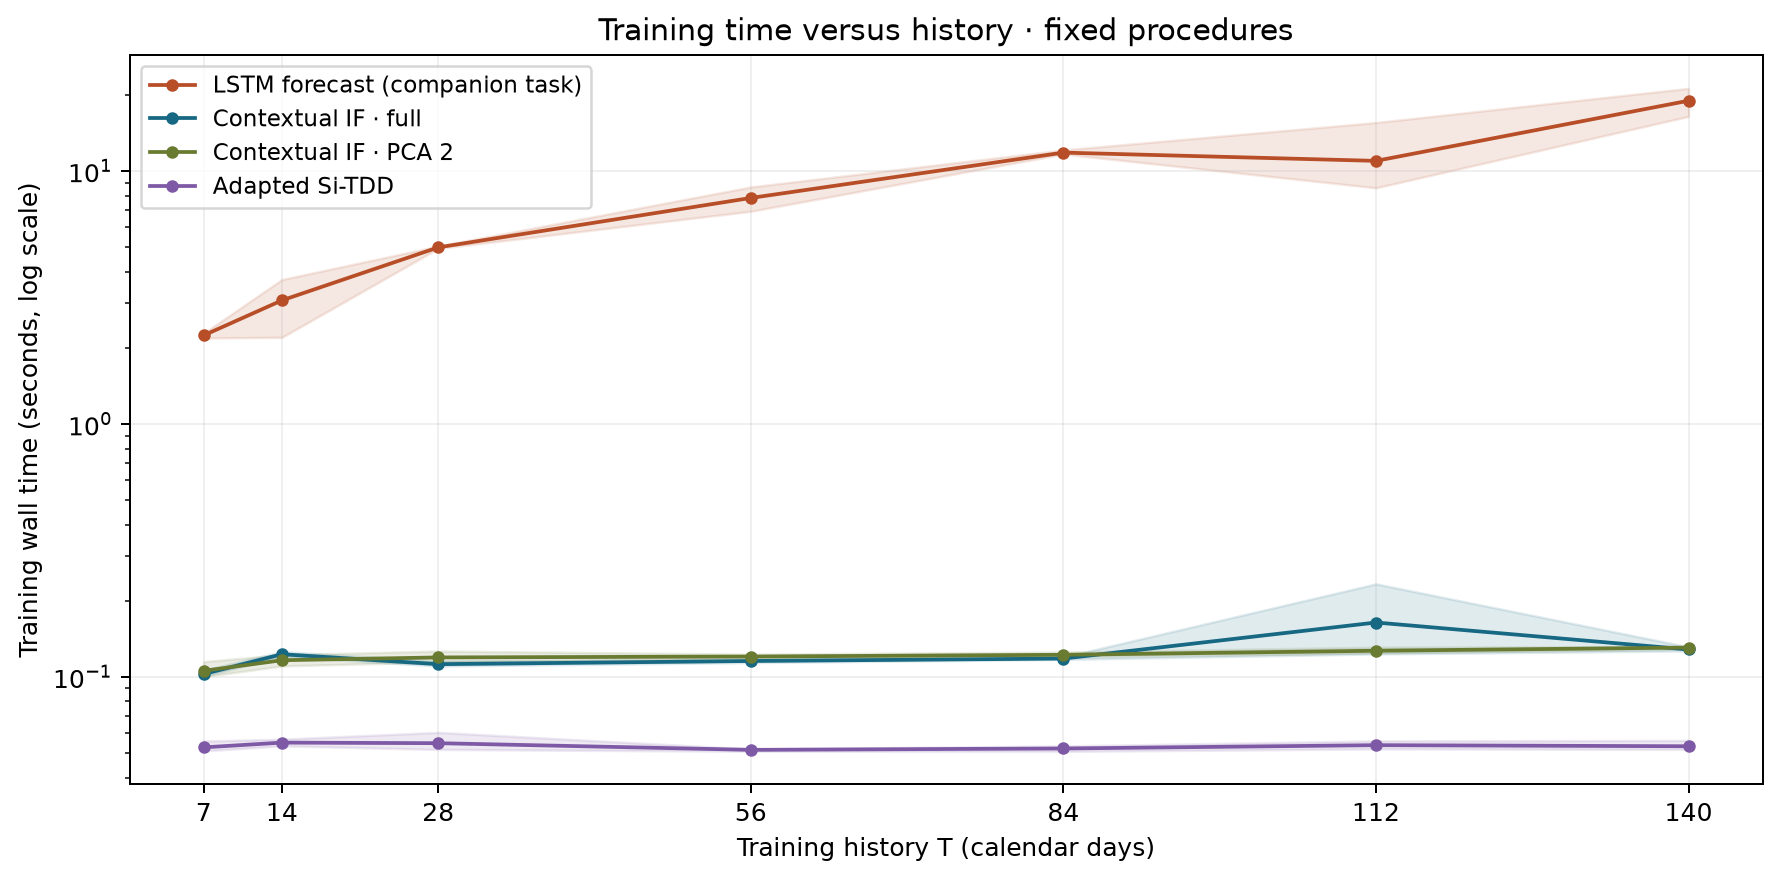 Training time versus history · fixed procedures
LSTM forecast (companion task)
Contextual IF · full
Contextual IF · PCA 2
Adapted Si-TDD
Training wall time (seconds, log scale)
10¹
10⁰
10⁻¹
7 14 28 56 84 112 140
Training history T (calendar days)